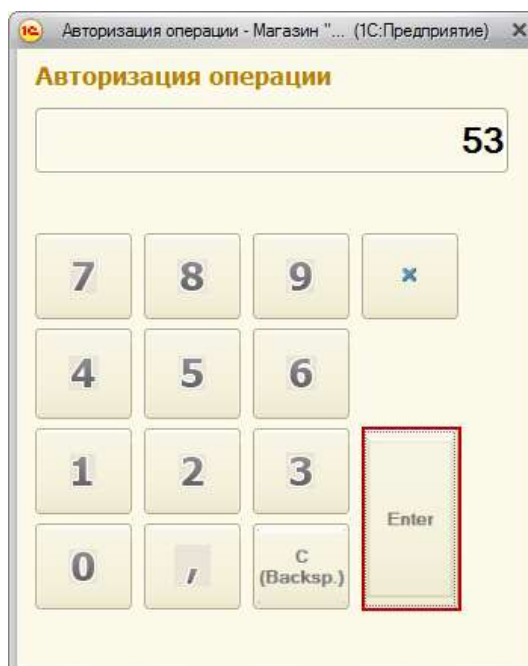 1С Авторизация операции - Магазин "... (1С:Предприятие)
Авторизация операции
53
7 8 9
4 5 6
1 2 3
Enter
0 , C
(Backsp.)